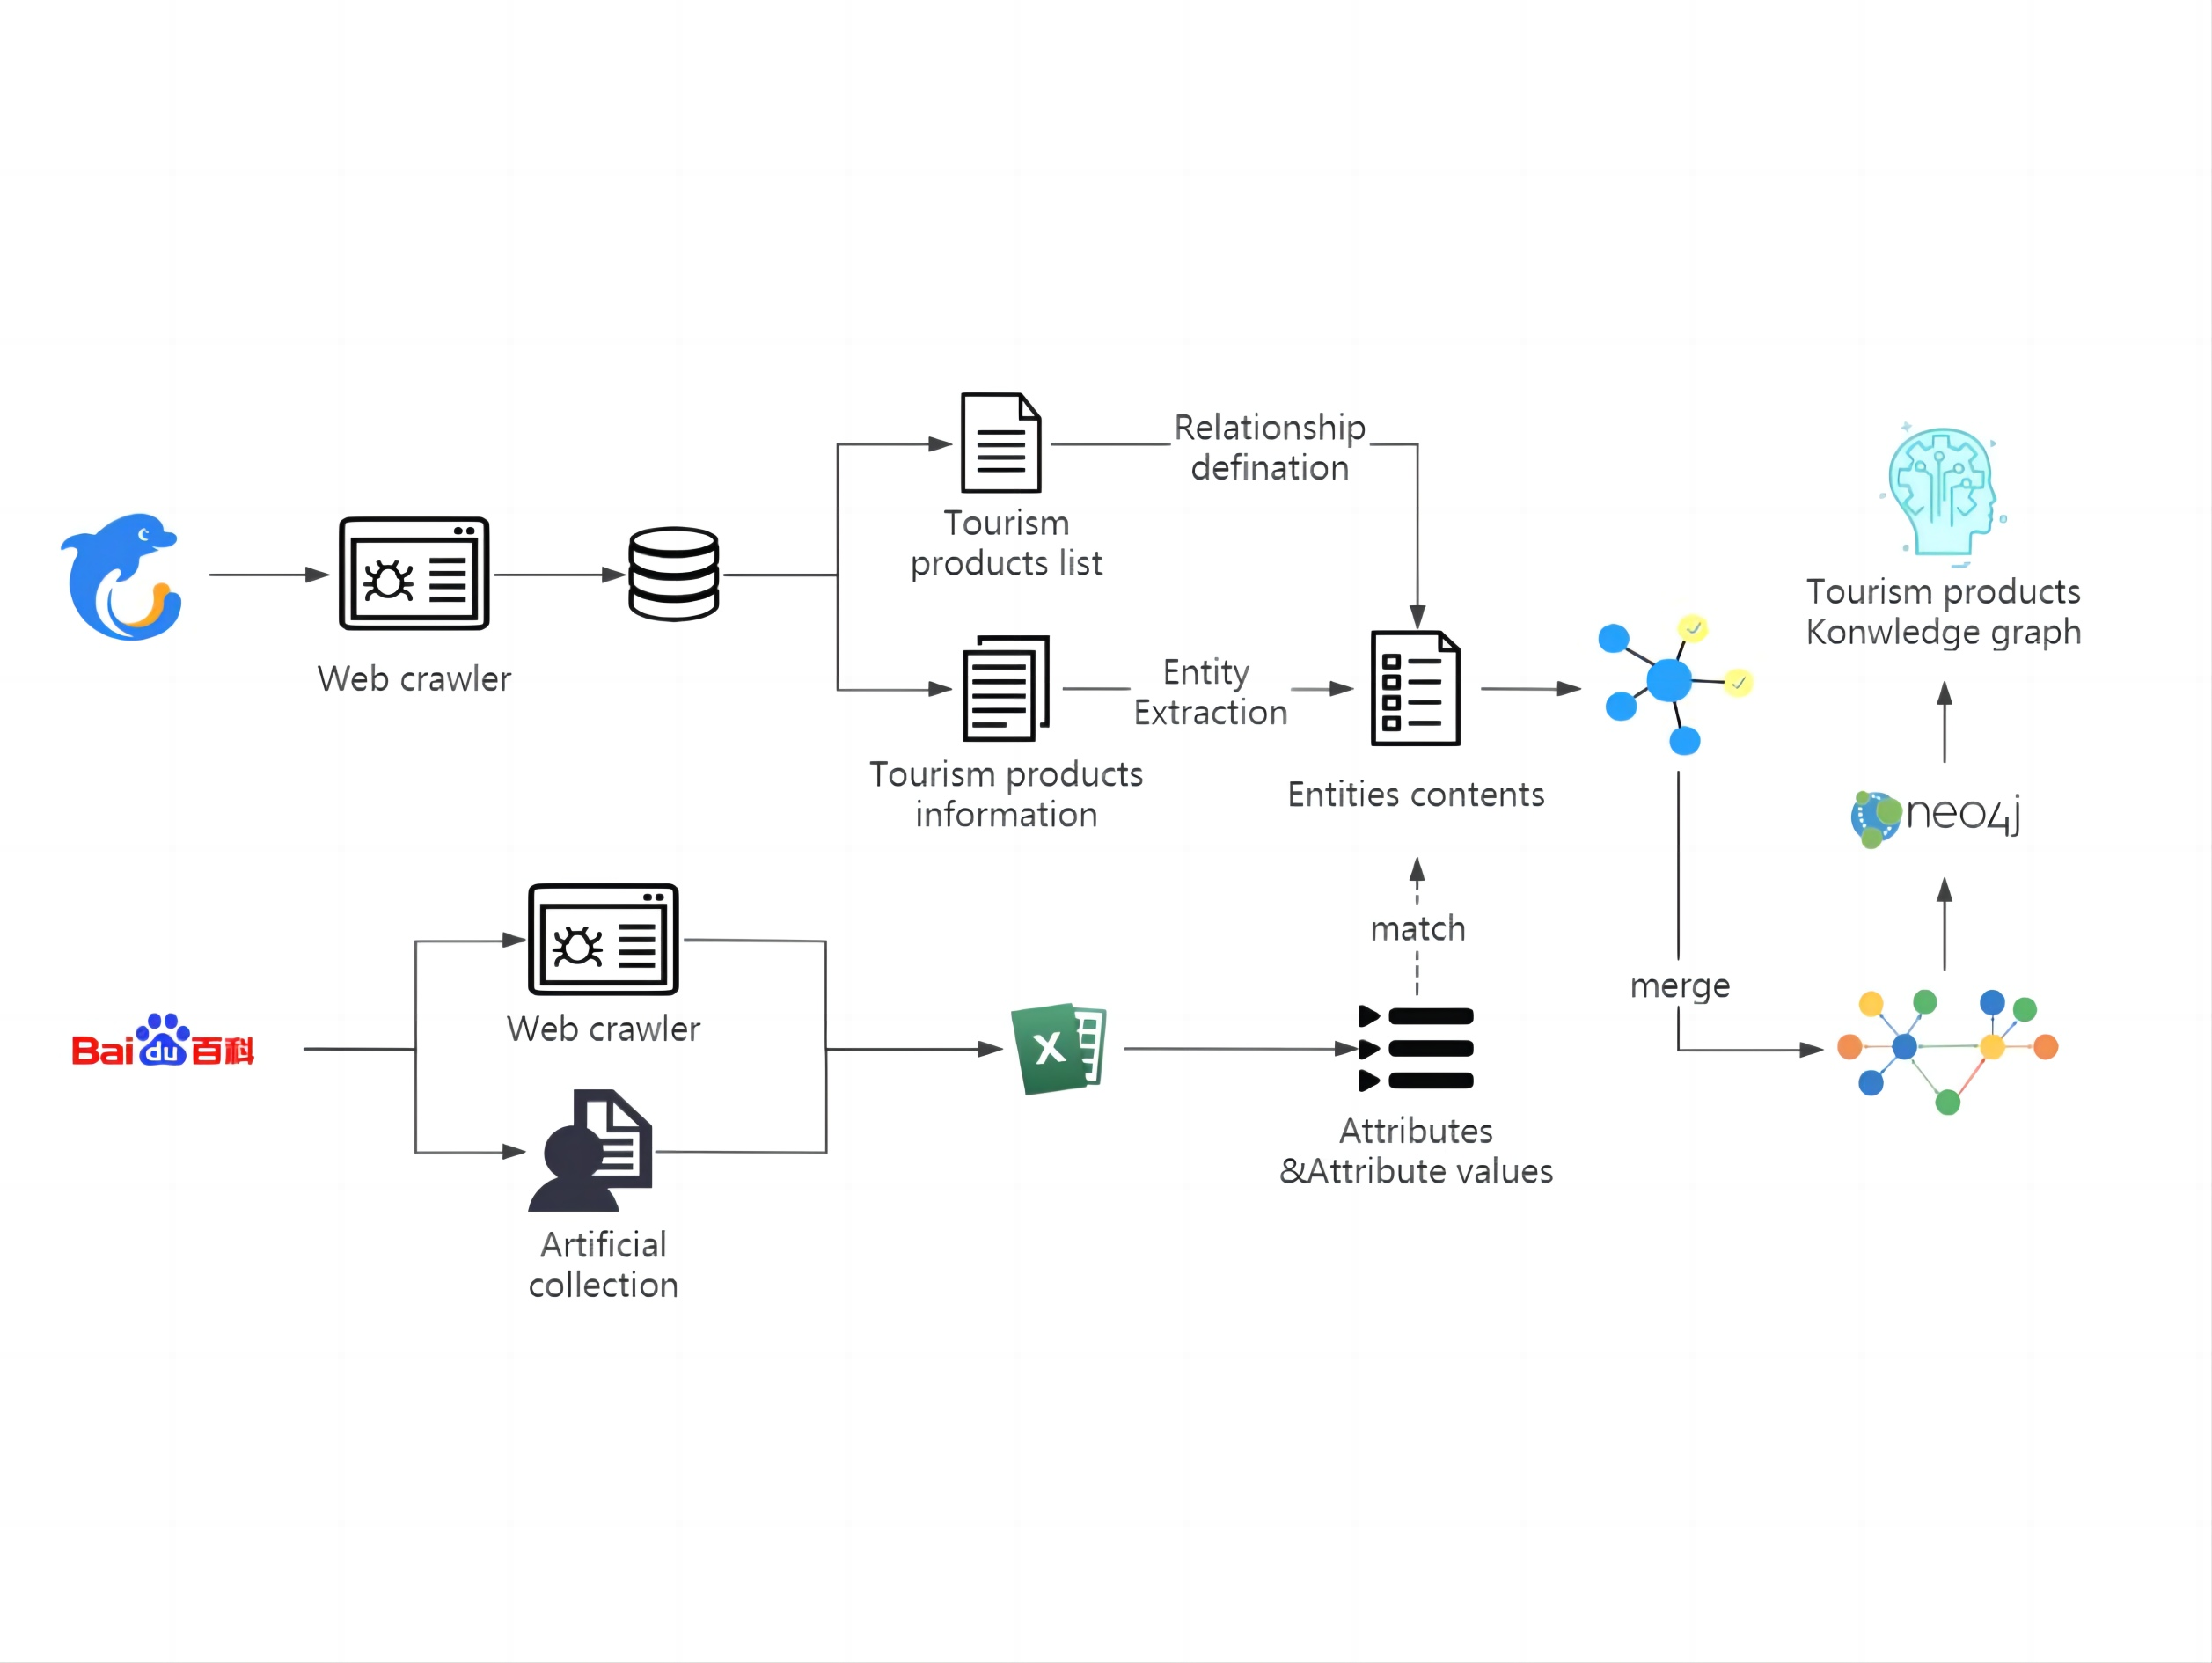 Relationship
defination
Tourism
products list
Web crawler
Entity
Extraction
Tourism products
information
Entities contents
Tourism products
Konwledge graph
neo4j
match
merge
Web crawler
Bai du 百科
X
Artificial
collection
Attributes
&Attribute values